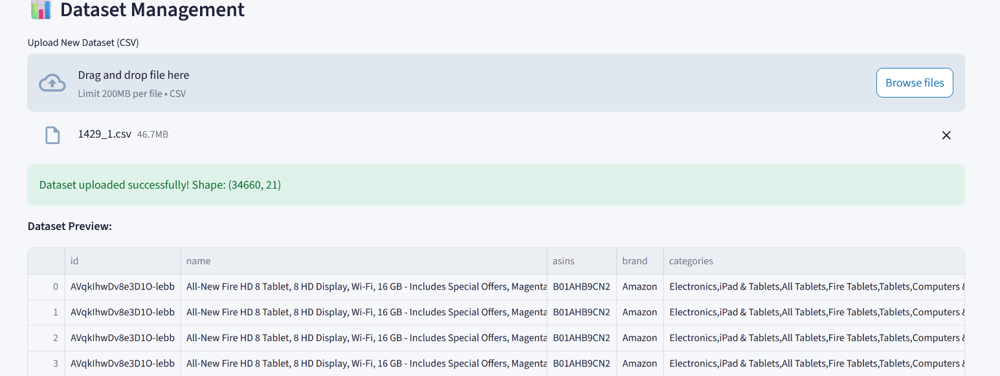 Dataset Management
Upload New Dataset (CSV)
Drag and drop file here
Limit 200MB per file • CSV
Browse files
1429_1.csv 46.7MB
Dataset uploaded successfully! Shape: (34660, 21)
Dataset Preview:
id name asins brand categories
0 AVqkIhwDv8e3D1O-lebb All-New Fire HD 8 Tablet, 8 HD Display, Wi-Fi, 16 GB - Includes Special Offers, Magenta B01AHB9CN2 Amazon Electronics,iPad & Tablets,All Tablets,Fire Tablets,Tablets,Computers &
1 AVqkIhwDv8e3D1O-lebb All-New Fire HD 8 Tablet, 8 HD Display, Wi-Fi, 16 GB - Includes Special Offers, Magenta B01AHB9CN2 Amazon Electronics,iPad & Tablets,All Tablets,Fire Tablets,Tablets,Computers &
2 AVqkIhwDv8e3D1O-lebb All-New Fire HD 8 Tablet, 8 HD Display, Wi-Fi, 16 GB - Includes Special Offers, Magenta B01AHB9CN2 Amazon Electronics,iPad & Tablets,All Tablets,Fire Tablets,Tablets,Computers &
3 AVqkIhwDv8e3D1O-lebb All-New Fire HD 8 Tablet, 8 HD Display, Wi-Fi, 16 GB - Includes Special Offers, Magenta B01AHB9CN2 Amazon Electronics,iPad & Tablets,All Tablets,Fire Tablets,Tablets,Computers &